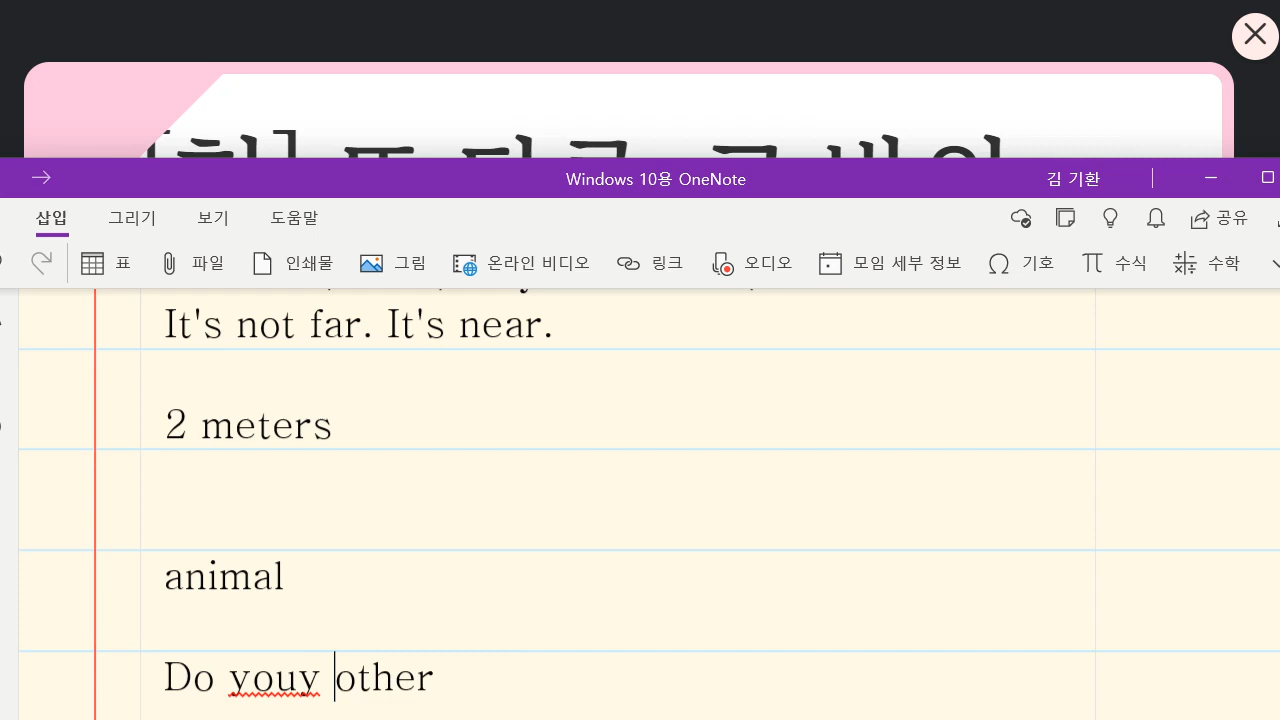 Windows 10용 OneNote
김 기환
삽입 그리기 보기 도움말 공유
표 파일 인쇄물 그림 온라인 비디오 링크 오디오 모임 세부 정보 기호 수식 수학
It's not far. It's near.
2 meters
animal
Do youy other